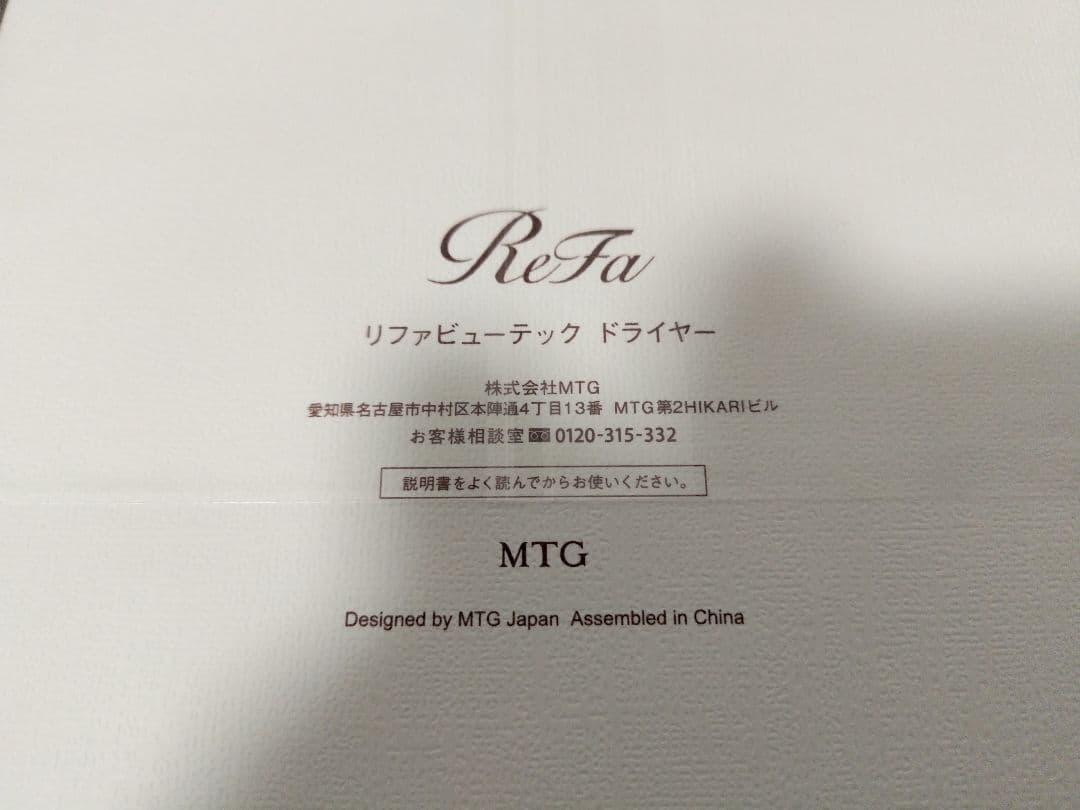 ReFa
リファビューテック ドライヤー
株式会社MTG
愛知県名古屋市中村区本陣通4丁目13番 MTG第2HIKARIビル
お客様相談室 0120-315-332
説明書をよく読んでからお使いください。
MTG
Designed by MTG Japan Assembled in China